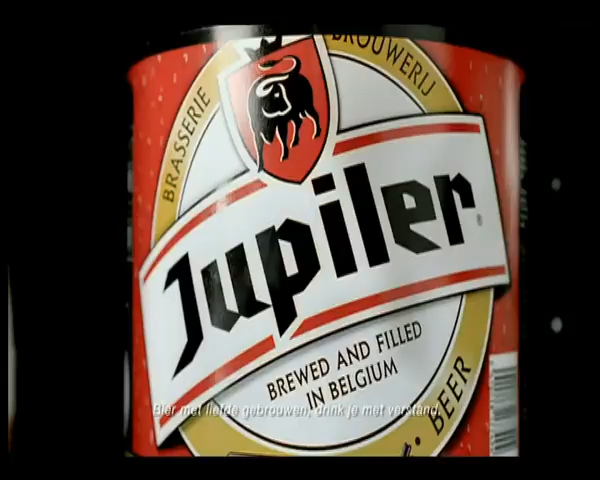 BRASSERIE
BROUWERIJ
Jupiler
BREWED AND FILLED
IN BELGIUM
• BEER
Bier met liefde gebrouwen, drink je met verstand.